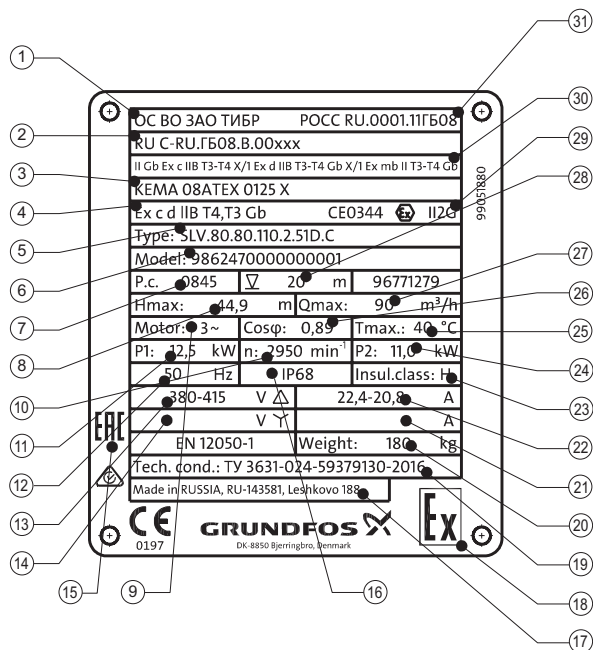 1
31
2
30
3
29
4
28
5
6
27
7
26
8
25
10
24
11
23
12
22
13
21
14
20
15
9
16
19
18
17
ОС ВО ЗАО ТИБР РОСС RU.0001.11ГБ08
RU C-RU.ГБ08.В.00xxx
II Gb Ex c IIB T3-T4 X/1 Ex d IIB T3-T4 Gb X/1 Ex mb II T3-T4 Gb
KEMA 08ATEX 0125 X
Ex c d llB T4,T3 Gb CE0344 Ex II2G
Type: SLV.80.80.110.2.51D.C
Model: 9862470000000001
P.c. 0845 20 m 96771279
Hmax: 44,9 m Qmax: 90 m³/h
Motor: 3~ Cosφ: 0,89 Tmax.: 40 °C
P1: 12,5 kW n: 2950 min⁻¹ P2: 11,0 kW
50 Hz IP68 Insul.class: H
380-415 V △ 22,4-20,8 A
V Y A
EN 12050-1 Weight: 180 kg
Tech. cond.: ТУ 3631-024-59379130-2016
Made in RUSSIA, RU-143581, Leshkovo 188
99051880
EAC
CE
0197
GRUNDFOS
DK-8850 Bjerringbro, Denmark
Ex